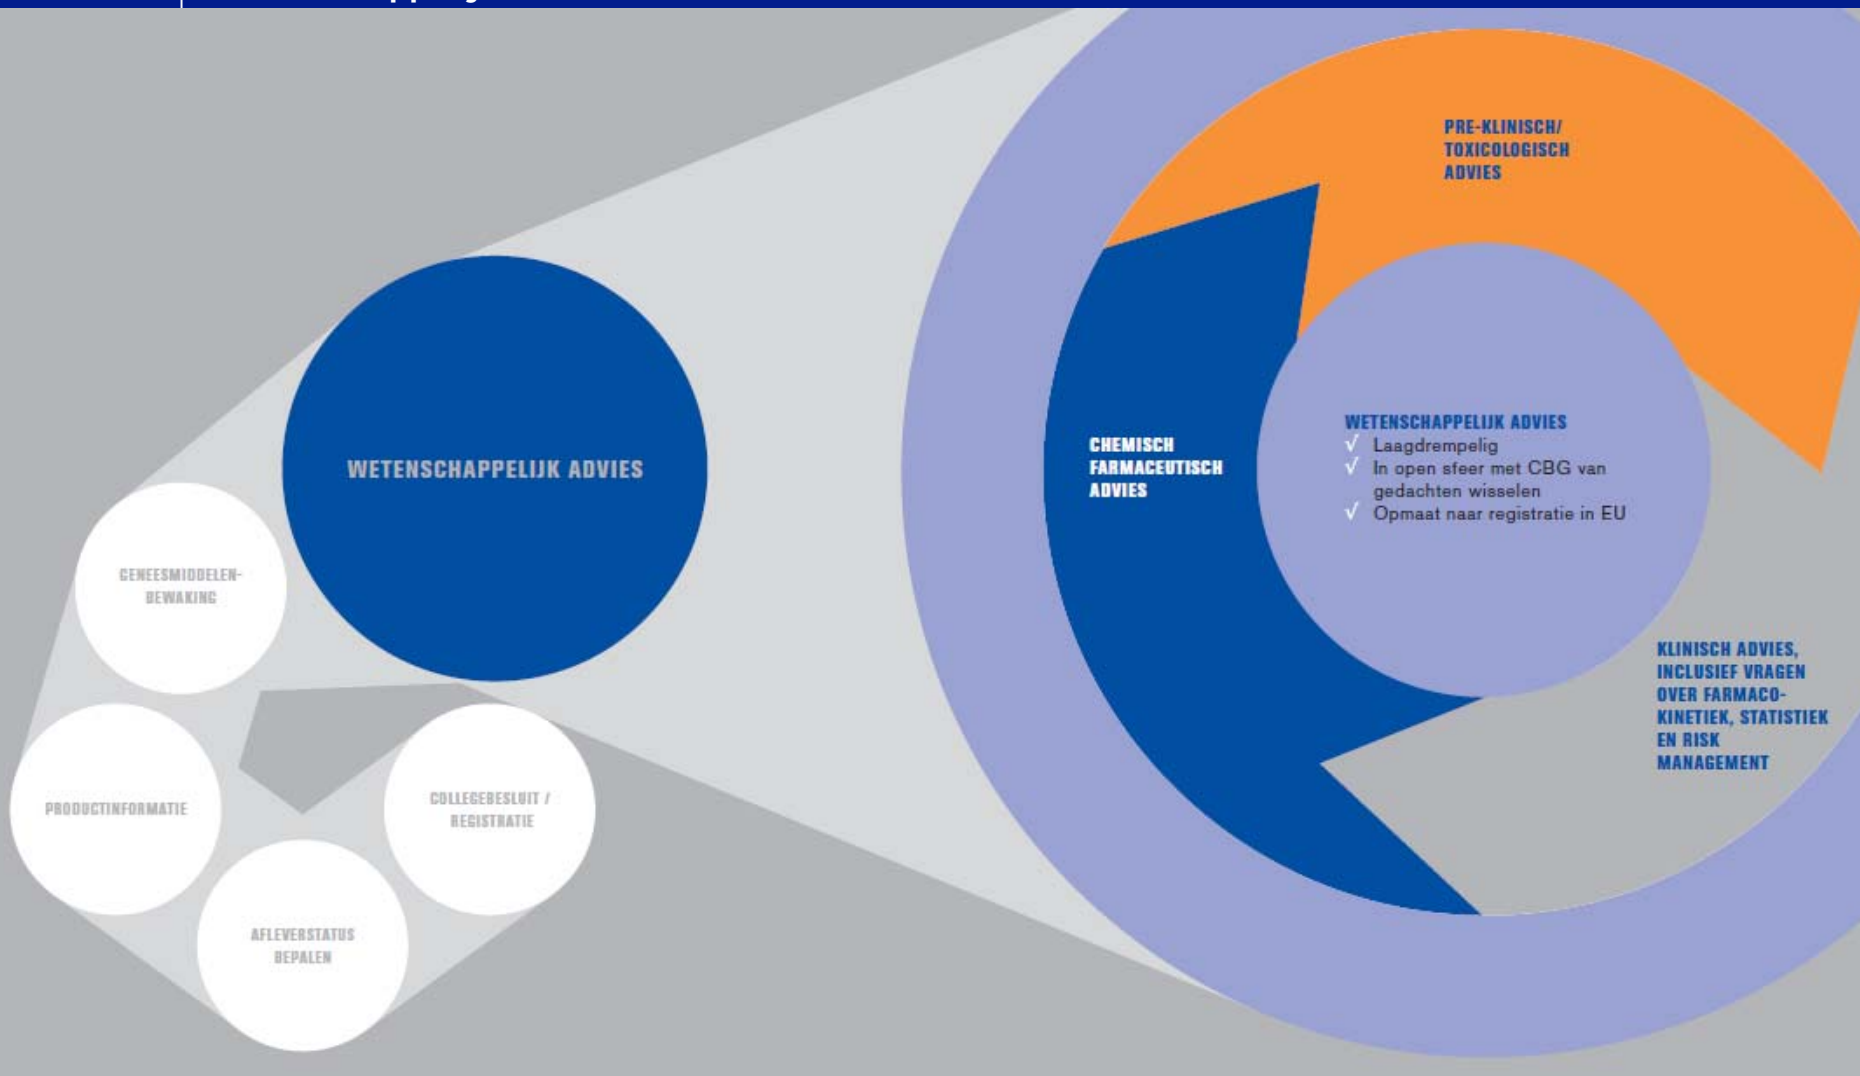 WETENSCHAPPELIJK ADVIES
GENEESMIDDELEN-
BEWAKING
PRODUCTINFORMATIE
AFLEVERSTATUS
BEPALEN
COLLEGEBESLUIT /
REGISTRATIE
PRE-KLINISCH/
TOXICOLOGISCH
ADVIES
CHEMISCH
FARMACEUTISCH
ADVIES
WETENSCHAPPELIJK ADVIES
√ Laagdrempelig
√ In open sfeer met CBG van
gedachten wisselen
√ Opmaat naar registratie in EU
KLINISCH ADVIES,
INCLUSIEF VRAGEN
OVER FARMACO-
KINETIEK, STATISTIEK
EN RISK
MANAGEMENT